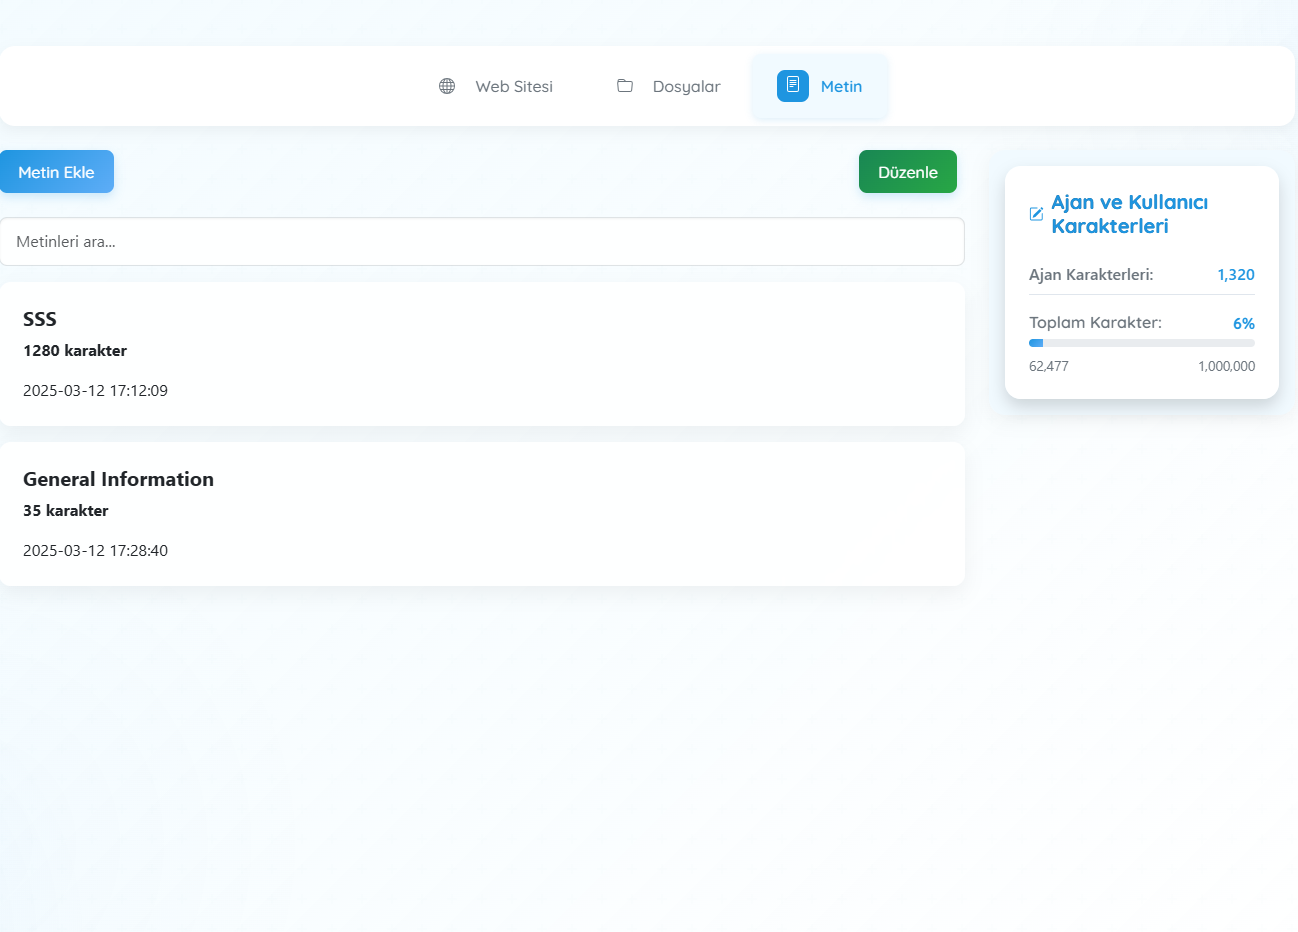 Web Sitesi
Dosyalar
Metin
Metin Ekle
Düzenle
Metinleri ara...
SSS
1280 karakter
2025-03-12 17:12:09
General Information
35 karakter
2025-03-12 17:28:40
Ajan ve Kullanıcı
Karakterleri
Ajan Karakterleri: 1,320
Toplam Karakter: 6%
62,477 1,000,000